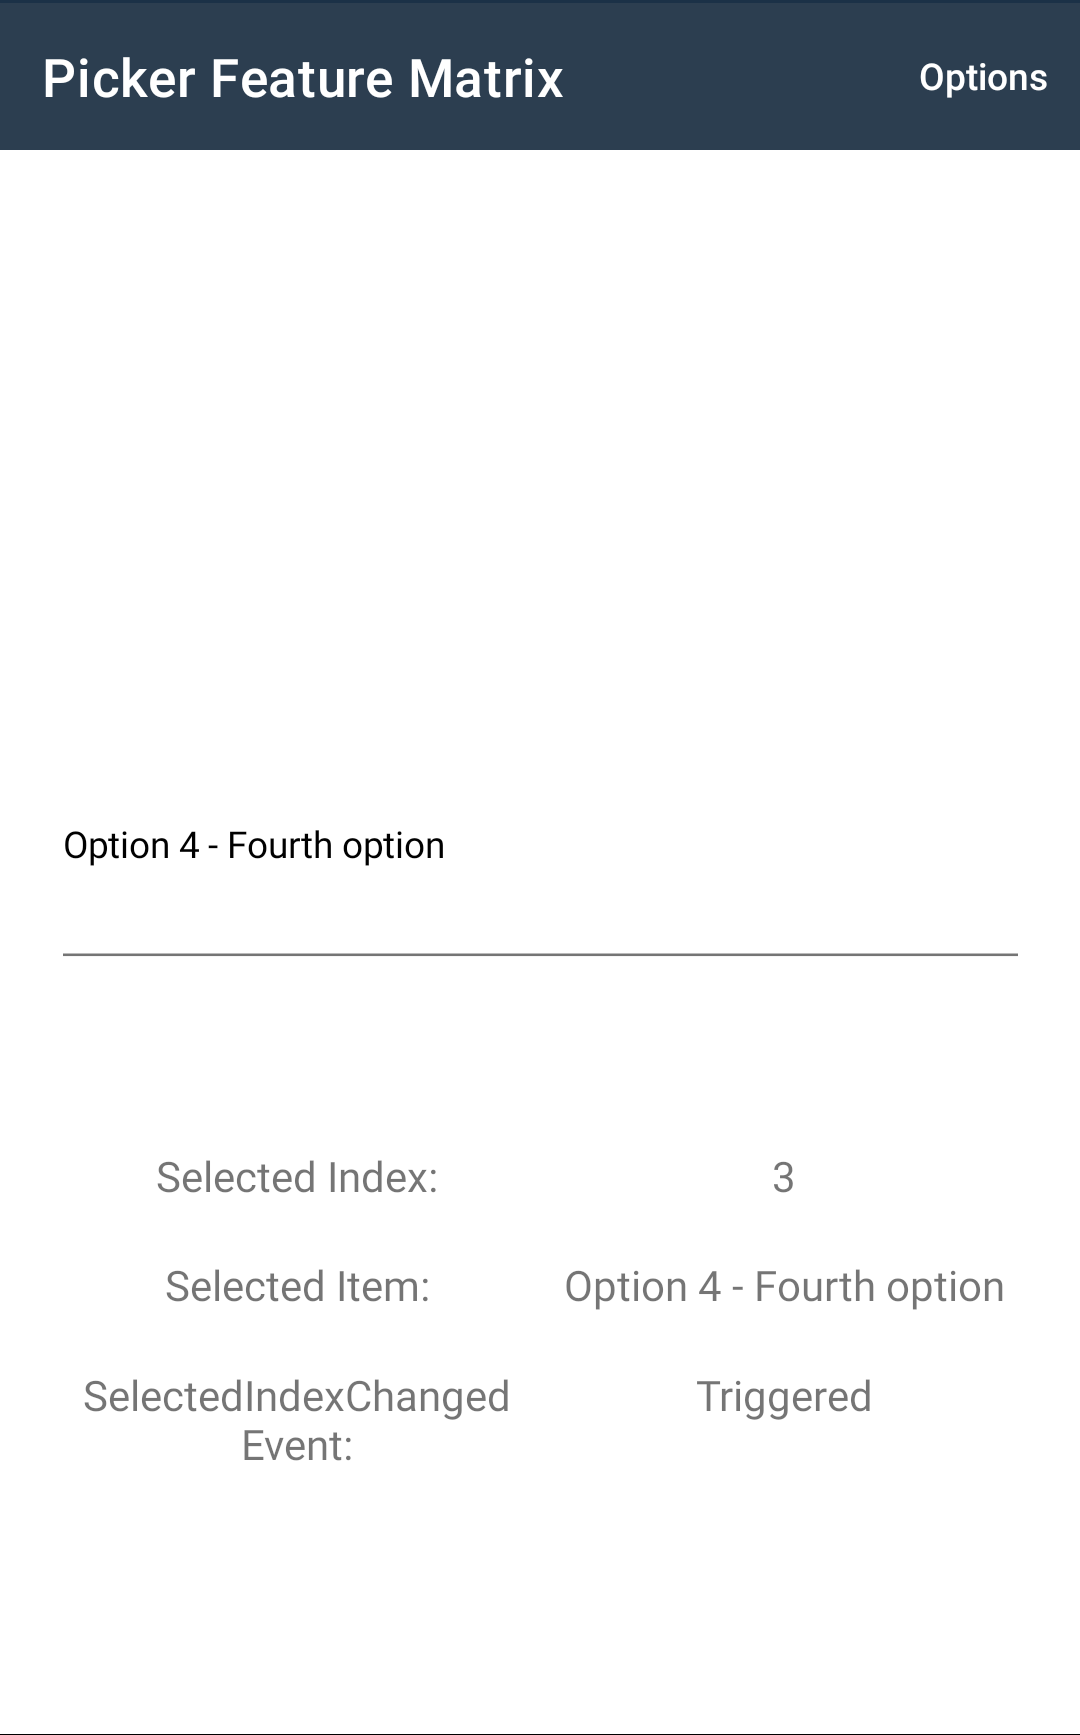 Picker Feature Matrix Options
Option 4 - Fourth option
Selected Index: 3
Selected Item: Option 4 - Fourth option
SelectedIndexChanged Triggered
Event: